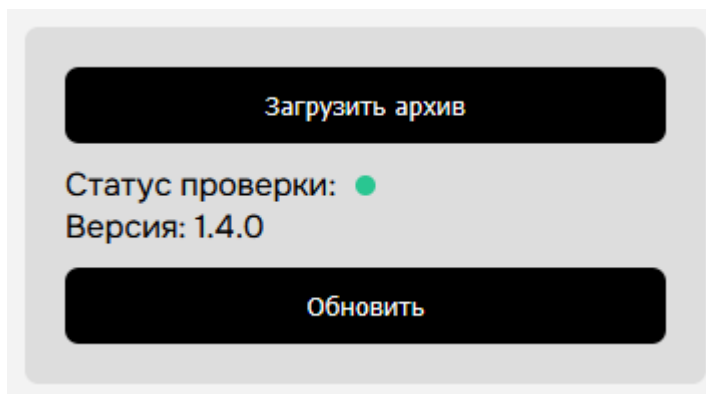 Загрузить архив
Статус проверки:
Версия: 1.4.0
Обновить